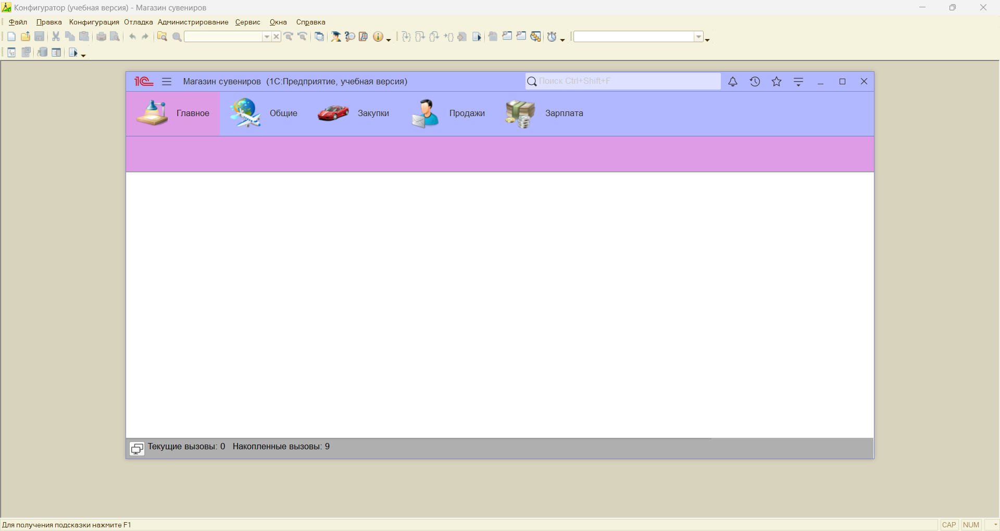 Конфигуратор (учебная версия) - Магазин сувениров
Файл Правка Конфигурация Отладка Администрирование Сервис Окна Справка
1С Магазин сувениров (1С:Предприятие, учебная версия) Поиск Ctrl+Shift+F
Главное Общие Закупки Продажи Зарплата
Текущие вызовы: 0 Накопленные вызовы: 9
Для получения подсказки нажмите F1 CAP NUM